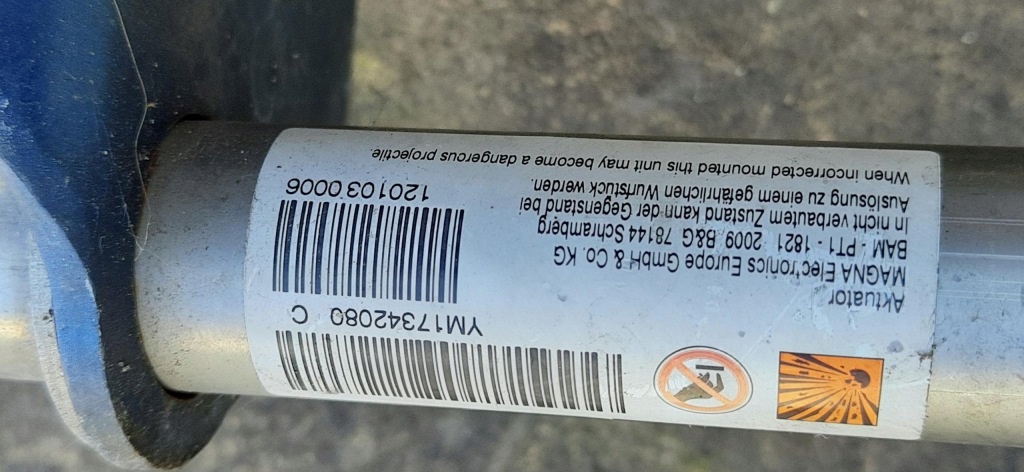 YM17342080 C
Aktuator
MAGNA Electronics Europe GmbH & Co. KG
BAM - PT1 - 1821 2009 B&G 78144 Schramberg
In nicht verbautem Zustand kann der Gegenstand bei
Auslösung zu einem gefährlichen Wurfstück werden.
When incorrected mounted this unit may become a dangerous projectile.
120103 0006